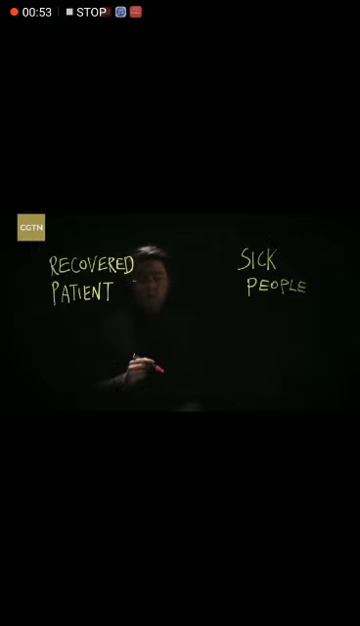 00:53 STOP
CGTN
RECOVERED
PATIENT
SICK
PEOPLE